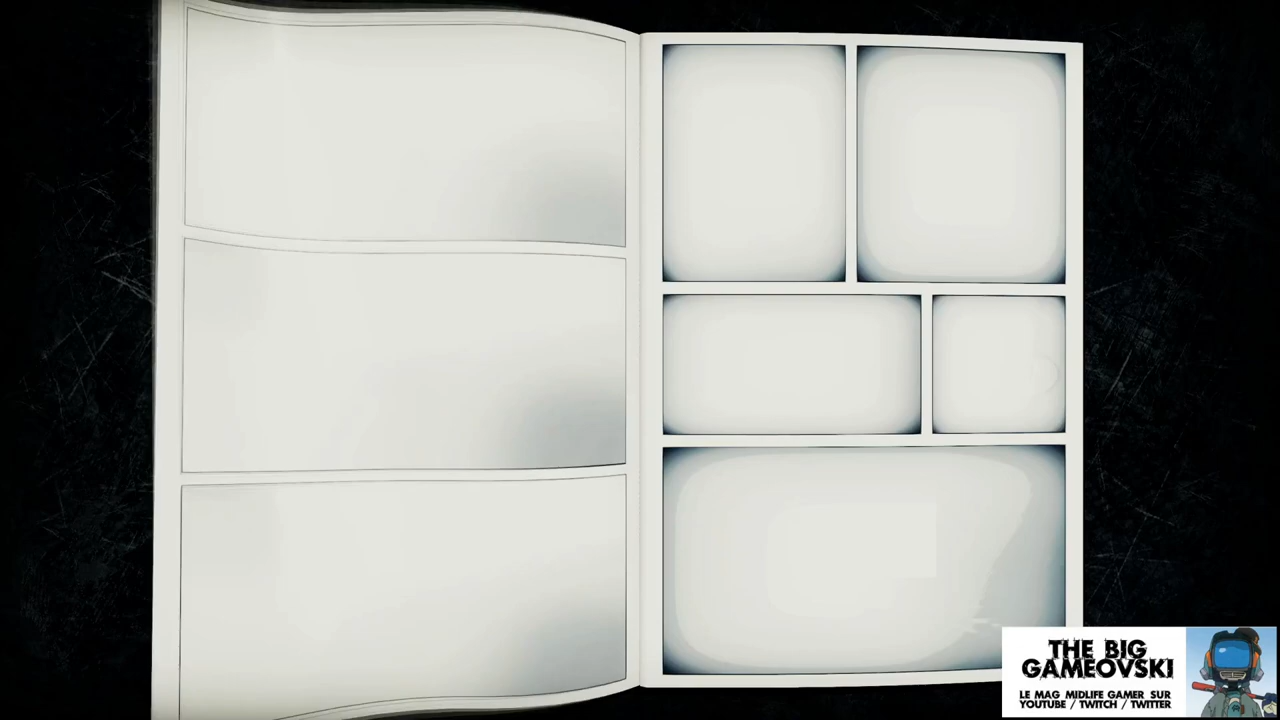 THE BIG
GAMEOVSKI
LE MAG MIDLIFE GAMER SUR
YOUTUBE / TWITCH / TWITTER